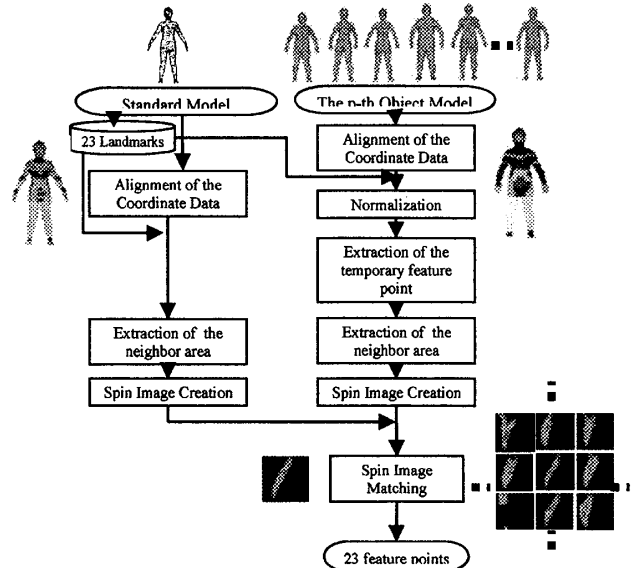 Standard Model
The p-th Object Model
23 Landmarks
Alignment of the
Coordinate Data
Alignment of the
Coordinate Data
Normalization
Extraction of the
temporary feature
point
Extraction of the
neighbor area
Extraction of the
neighbor area
Spin Image Creation
Spin Image Creation
Spin Image
Matching
23 feature points